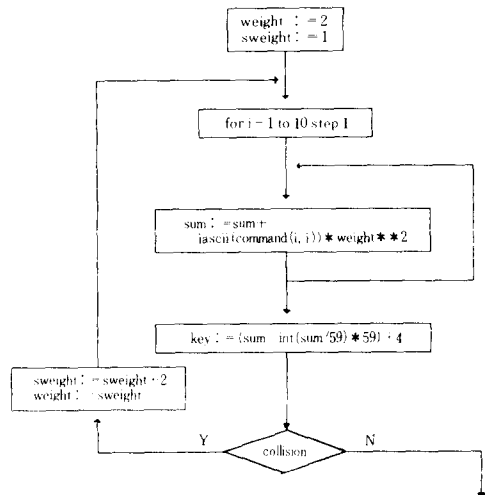 weight : =2
sweight: =1
for i - 1 to 10 step 1
sum: =sum+
iascii(command(i, i))*weight**2
key: =(sum int(sum/59)*59) · 4
sweight: =sweight · 2
weight: sweight
Y
collision
N